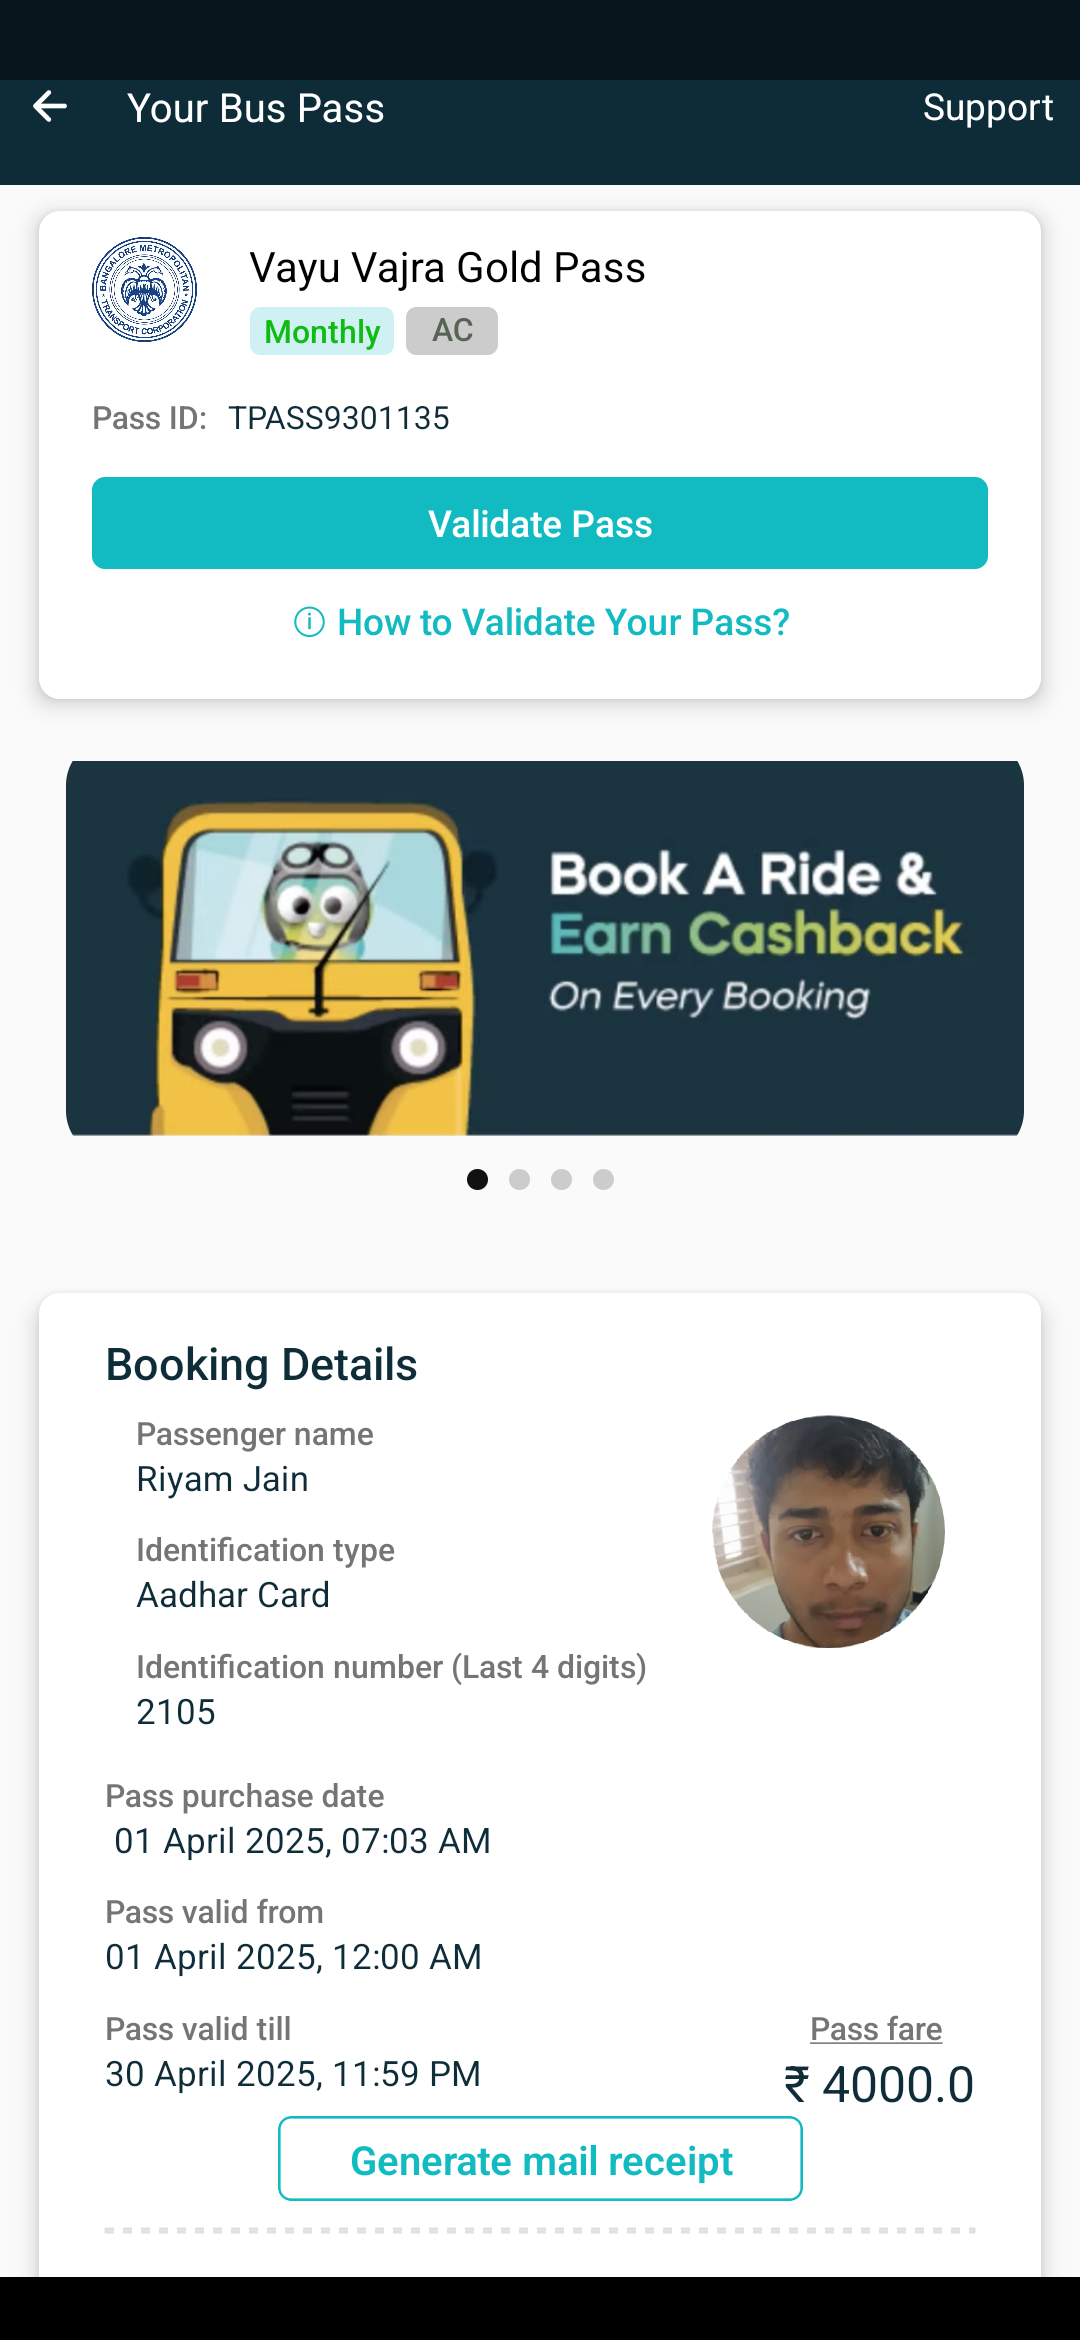 Your Bus Pass
Support
BANGALORE METROPOLITAN
TRANSPORT CORPORATION
Vayu Vajra Gold Pass
Monthly
AC
Pass ID: TPASS9301135
Validate Pass
How to Validate Your Pass?
Book A Ride &
Earn Cashback
On Every Booking
Booking Details
Passenger name
Riyam Jain
Identification type
Aadhar Card
Identification number (Last 4 digits)
2105
Pass purchase date
01 April 2025, 07:03 AM
Pass valid from
01 April 2025, 12:00 AM
Pass valid till
30 April 2025, 11:59 PM
Pass fare
₹ 4000.0
Generate mail receipt